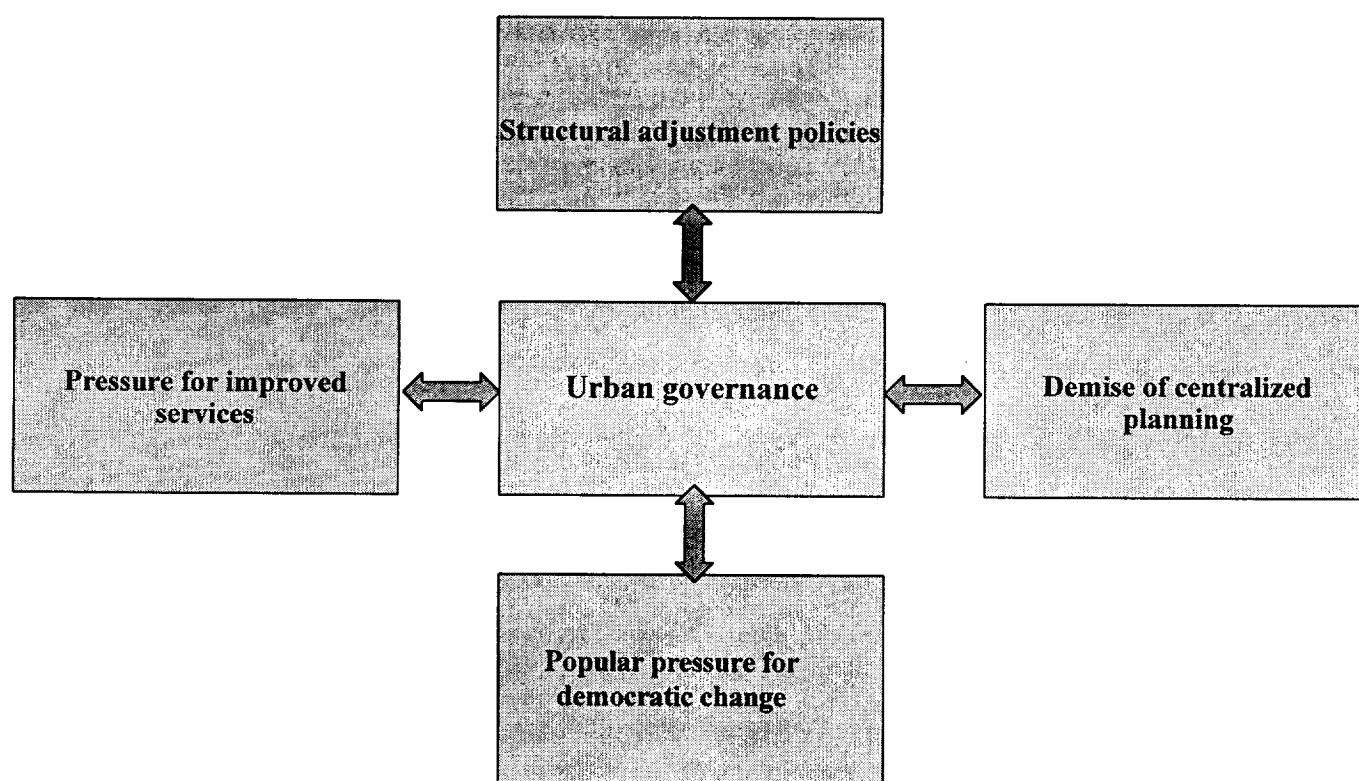 Structural adjustment policies
Pressure for improved
services
Urban governance
Demise of centralized
planning
Popular pressure for
democratic change